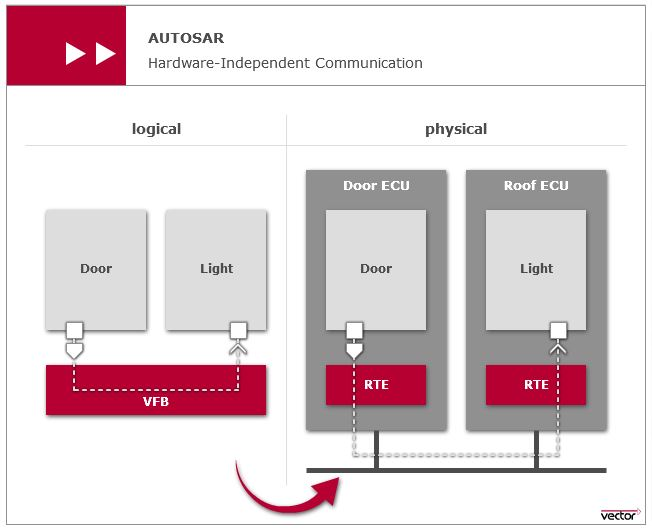 AUTOSAR
Hardware-Independent Communication
logical
physical
Door ECU
Roof ECU
Door
Light
Door
Light
VFB
RTE
RTE
vector